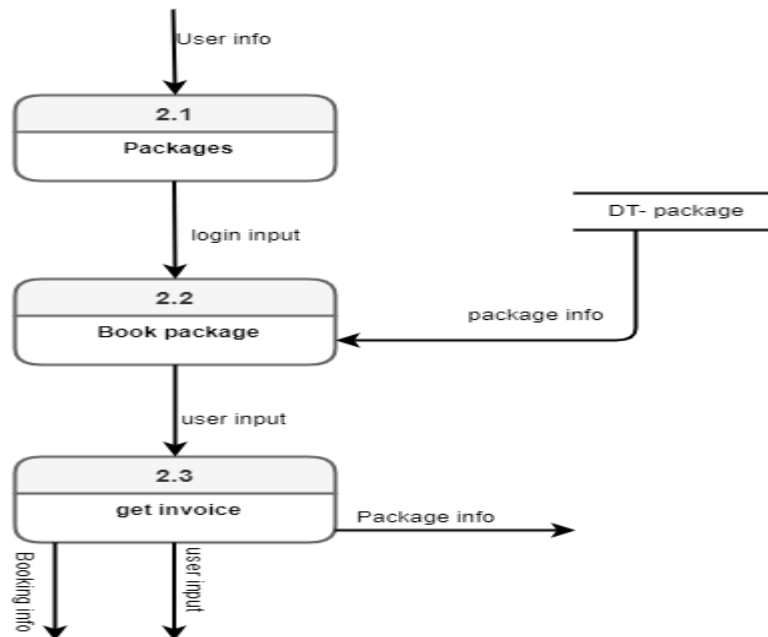 User info
2.1
Packages
login input
DT- package
2.2
Book package
package info
user input
2.3
get invoice
Package info
Booking info
user input